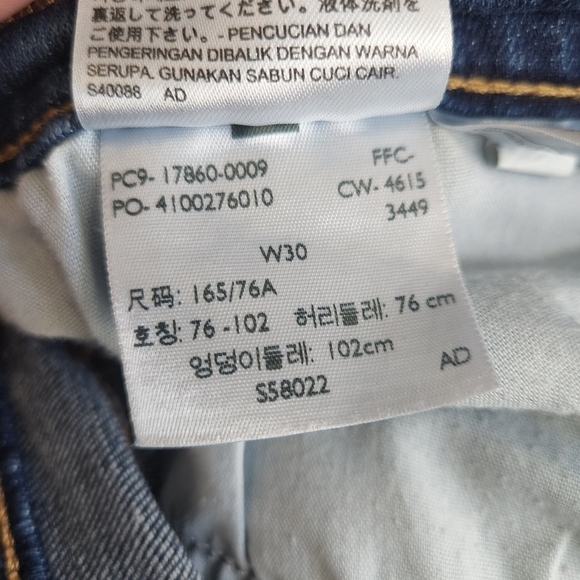 裏返して洗ってください。液体洗剤を
ご使用下さい。- PENCUCIAN DAN
PENGERINGAN DIBALIK DENGAN WARNA
SERUPA. GUNAKAN SABUN CUCI CAIR.
S40088 AD
PC9- 17860-0009 FFC-
PO- 4100276010 CW- 4615
3449
W30
尺码: 165/76A
호칭: 76 -102 허리둘레: 76 cm
엉덩이둘레: 102cm AD
S58022